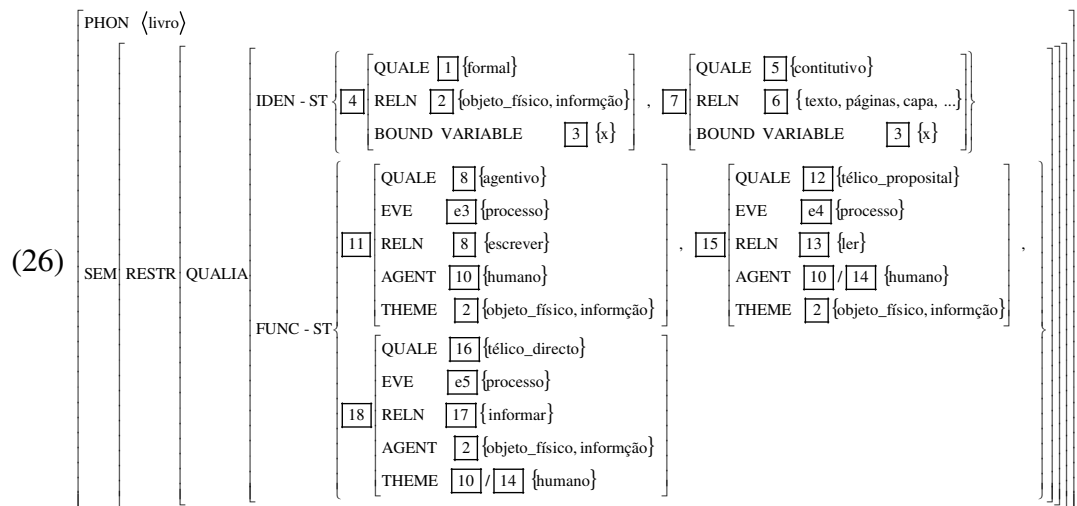 (26)
PHON ⟨livro⟩
SEM RESTR QUALIA
IDEN - ST
4 QUALE 1 {formal}
RELN 2 {objeto_físico, informção}
BOUND VARIABLE 3 {x}
,
7 QUALE 5 {contitutivo}
RELN 6 {texto, páginas, capa, ...}
BOUND VARIABLE 3 {x}
FUNC - ST
11 QUALE 8 {agentivo}
EVE e3 {processo}
RELN 8 {escrever}
AGENT 10 {humano}
THEME 2 {objeto_físico, informção}
,
15 QUALE 12 {télico_proposital}
EVE e4 {processo}
RELN 13 {ler}
AGENT 10 / 14 {humano}
THEME 2 {objeto_físico, informção}
,
18 QUALE 16 {télico_directo}
EVE e5 {processo}
RELN 17 {informar}
AGENT 2 {objeto_físico, informção}
THEME 10 / 14 {humano}